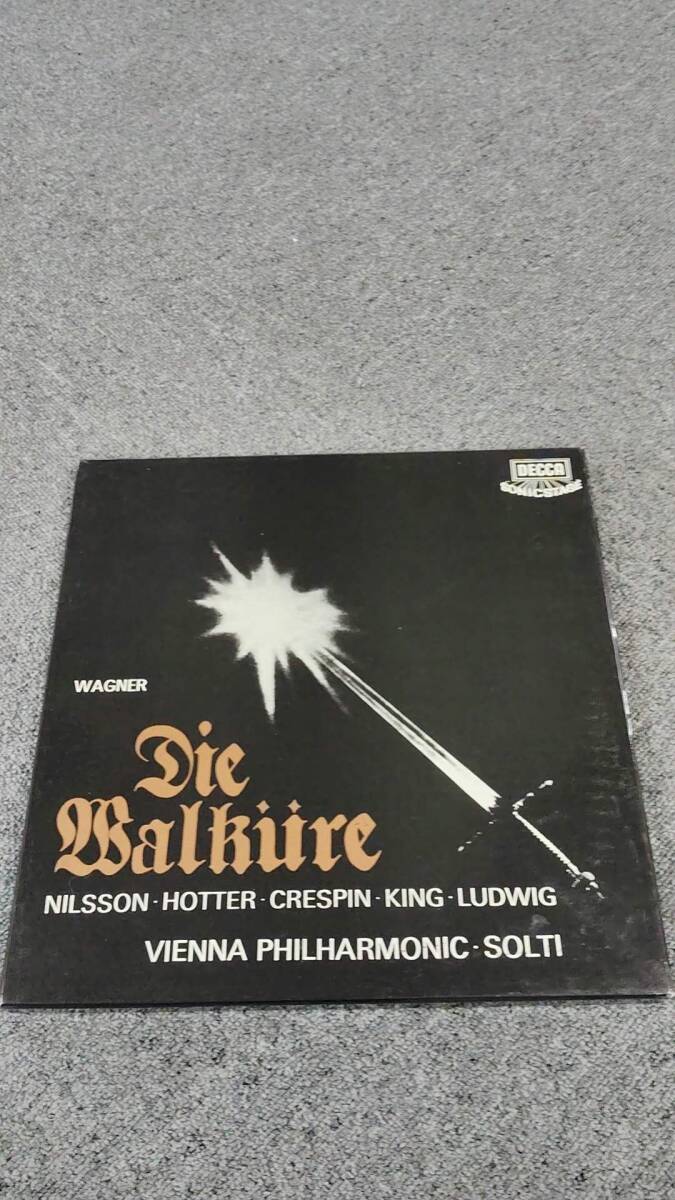 DECCA
SONICSTAGE
WAGNER
Die
Walküre
NILSSON · HOTTER · CRESPIN · KING · LUDWIG
VIENNA PHILHARMONIC · SOLTI